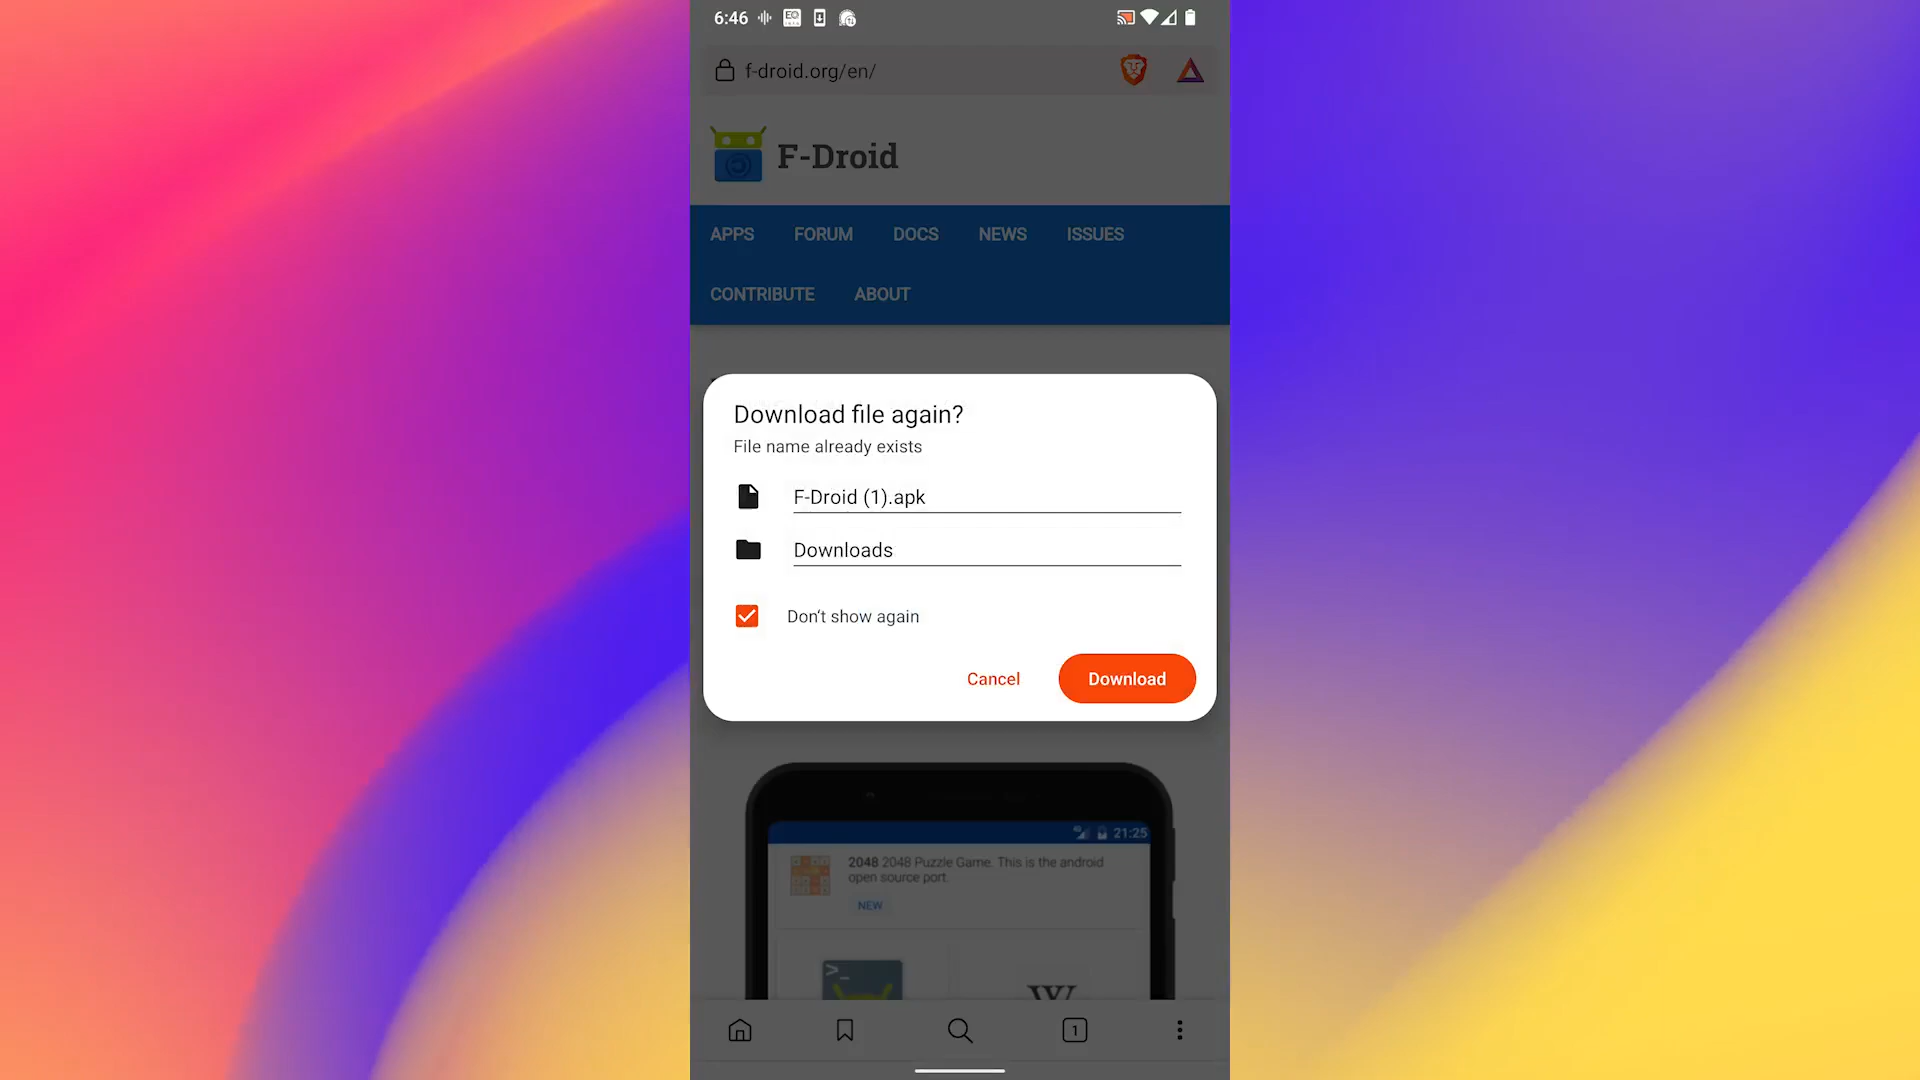 6:46
f-droid.org/en/
F-Droid
APPS FORUM DOCS NEWS ISSUES
CONTRIBUTE ABOUT
Download file again?
File name already exists
F-Droid (1).apk
Downloads
Don't show again
Cancel Download
21:25
2048 2048 Puzzle Game. This is the android
open source port.
NEW
>_
W
1